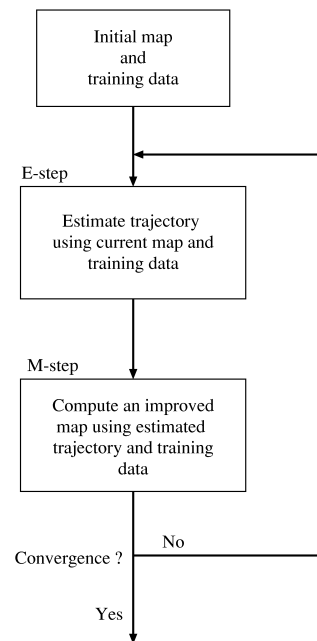 Initial map
and
training data
E-step
Estimate trajectory
using current map and
training data
M-step
Compute an improved
map using estimated
trajectory and training
data
No
Convergence ?
Yes